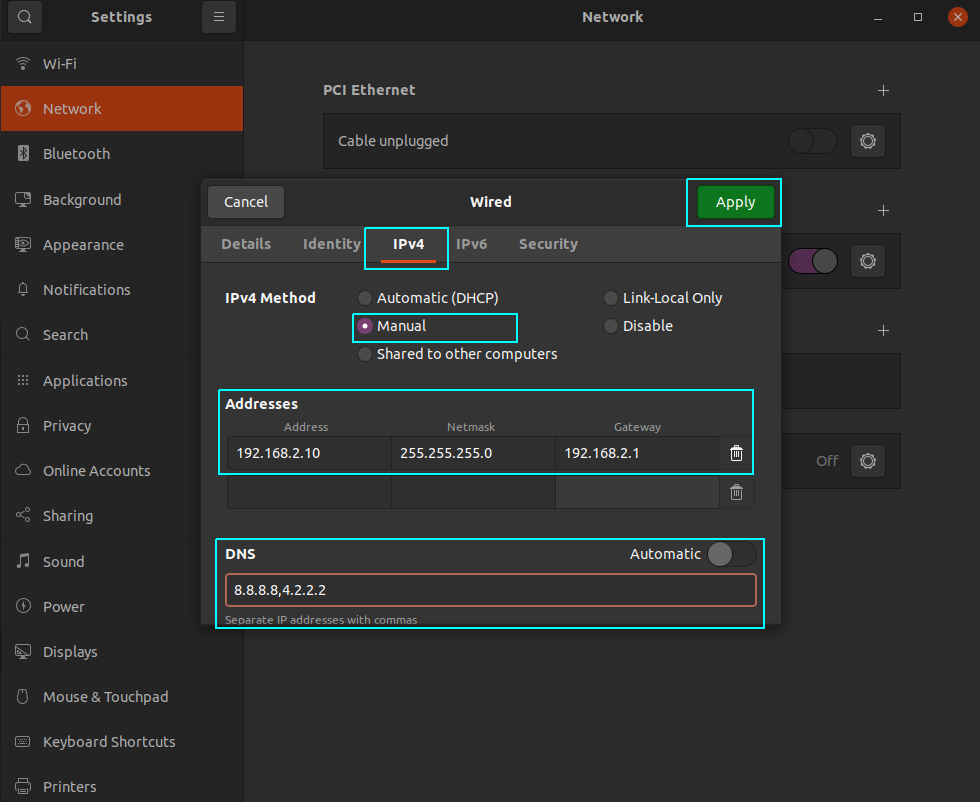 Settings
Network
Wi-Fi
Network
Bluetooth
Background
Appearance
Notifications
Search
Applications
Privacy
Online Accounts
Sharing
Sound
Power
Displays
Mouse & Touchpad
Keyboard Shortcuts
Printers
PCI Ethernet
Cable unplugged
Off
Cancel
Wired
Apply
Details Identity IPv4 IPv6 Security
IPv4 Method
Automatic (DHCP) Link-Local Only
Manual Disable
Shared to other computers
Addresses
Address Netmask Gateway
192.168.2.10 255.255.255.0 192.168.2.1
DNS Automatic
8.8.8.8,4.2.2.2
Separate IP addresses with commas